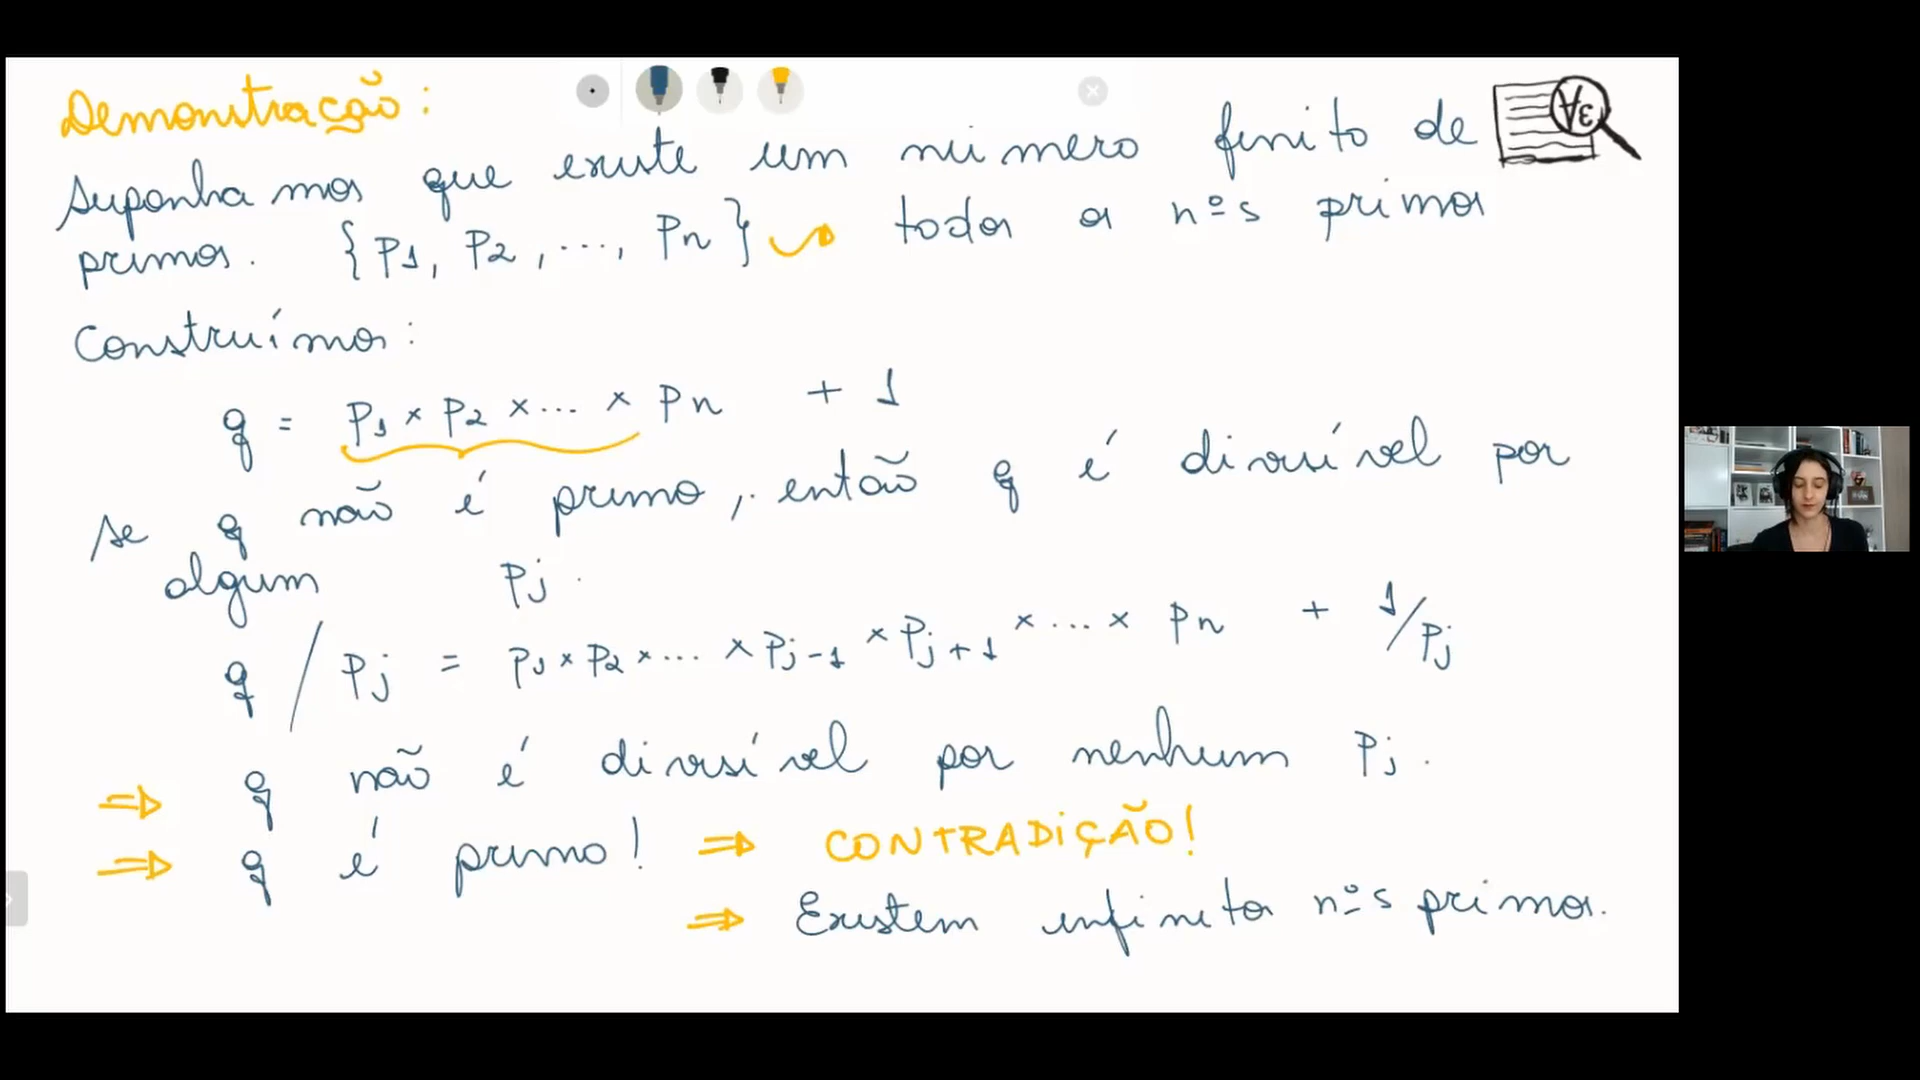 Demonstração:
Suponhamos que existe um número finito de
primos. {P1, P2, ..., Pn} todos os nºs primos
Construímos:
q = P1 × P2 × ... × Pn + 1
Se q não é primo, então q é divisível por
algum Pj.
q / Pj = P1 × P2 × ... × Pj-1 × Pj+1 × ... × Pn + 1/Pj
⇒ q não é divisível por nenhum Pj.
⇒ q é primo! ⇒ CONTRADIÇÃO!
⇒ Existem infinitos nºs primos.
∀∃